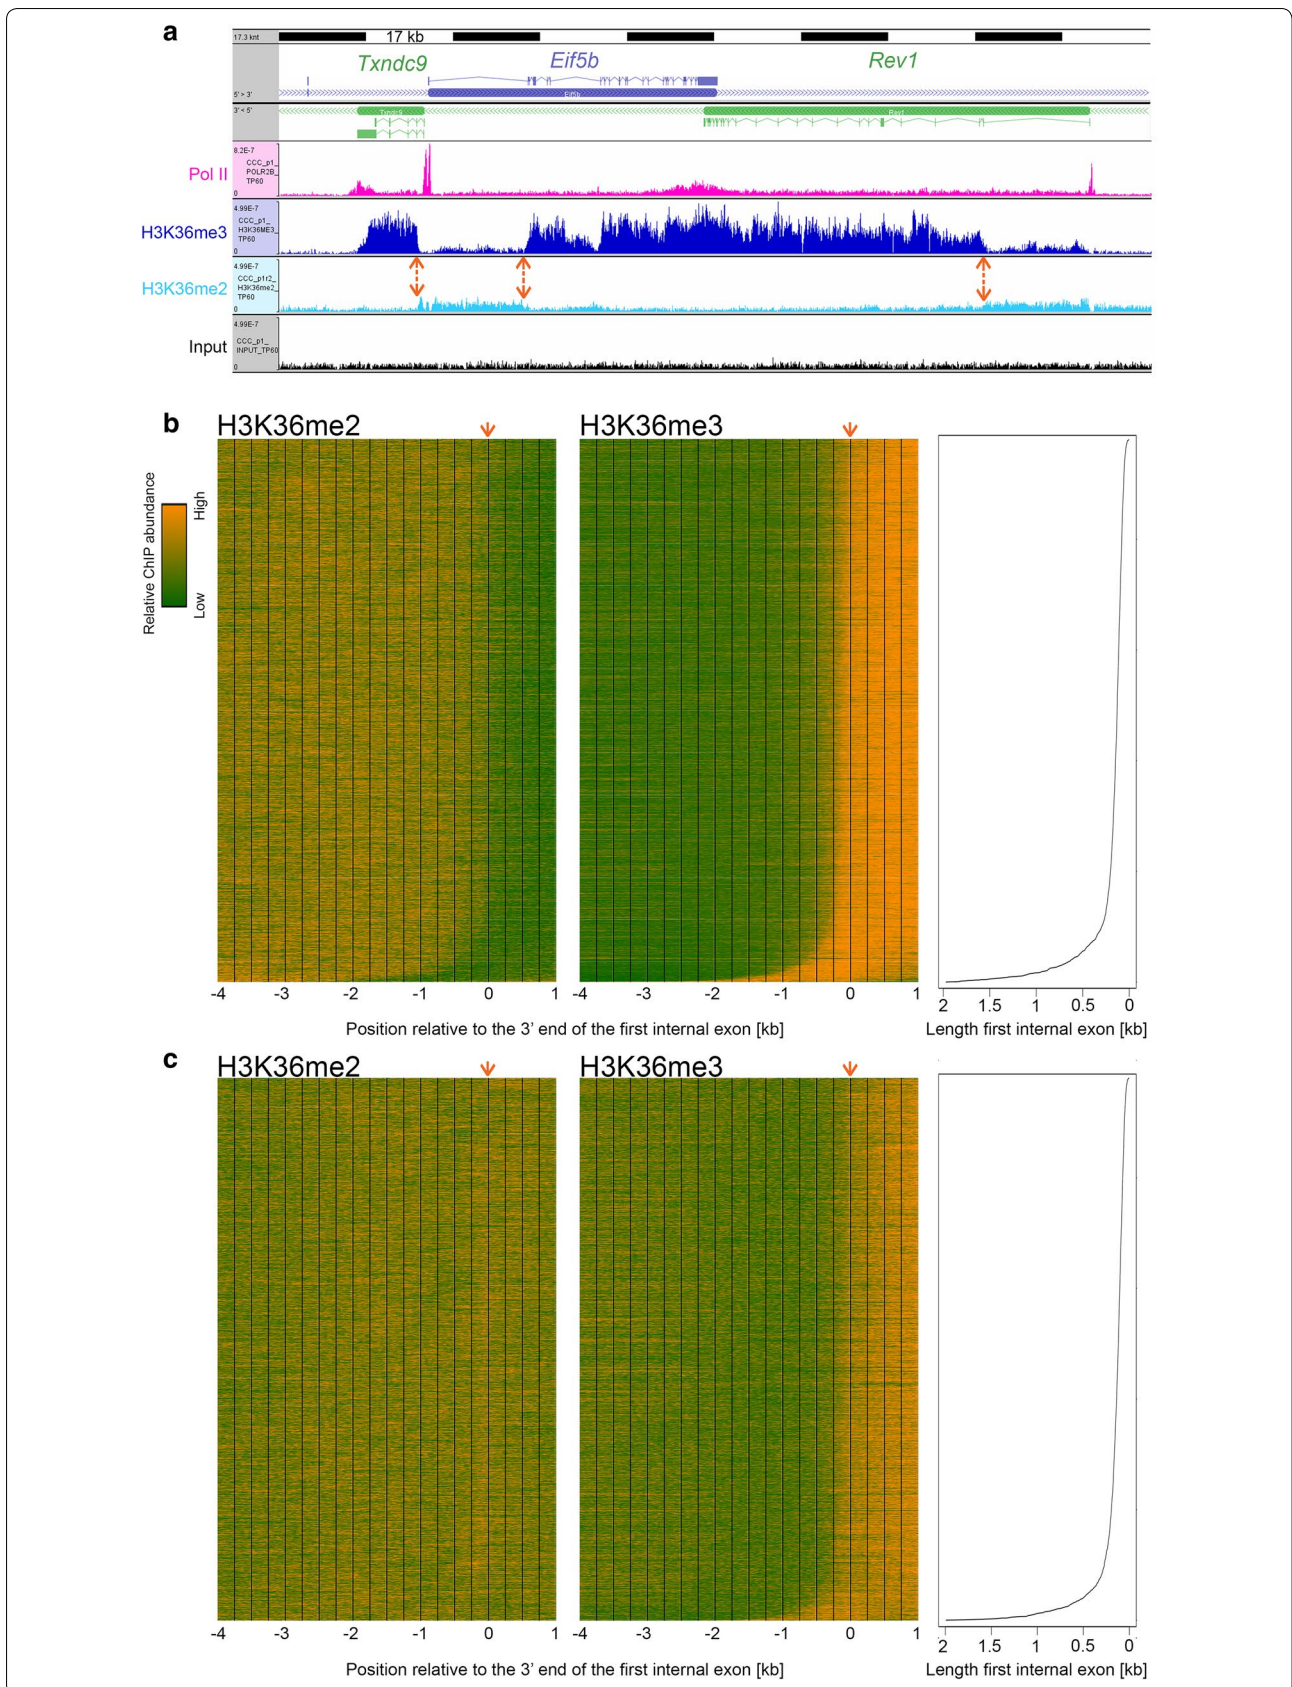 a
17.3 knt
17 kb
Txndc9
Eif5b
Rev1
5' > 3'
Eif5b
3' < 5'
Txndc9
Rev1
Pol II
8.2E-7
CCC_p1_
POLR2B_
TP60
0
H3K36me3
4.99E-7
CCC_p1_
H3K36ME3_
TP60
0
H3K36me2
4.99E-7
CCC_p1r2_
H3K36me2_
TP60
0
Input
4.99E-7
CCC_p1_
INPUT_TP60
0
b
H3K36me2
H3K36me3
Relative ChIP abundance
High
Low
-4 -3 -2 -1 0 1
-4 -3 -2 -1 0 1
2 1.5 1 0.5 0
Position relative to the 3' end of the first internal exon [kb]
Length first internal exon [kb]
c
H3K36me2
H3K36me3
-4 -3 -2 -1 0 1
-4 -3 -2 -1 0 1
2 1.5 1 0.5 0
Position relative to the 3' end of the first internal exon [kb]
Length first internal exon [kb]